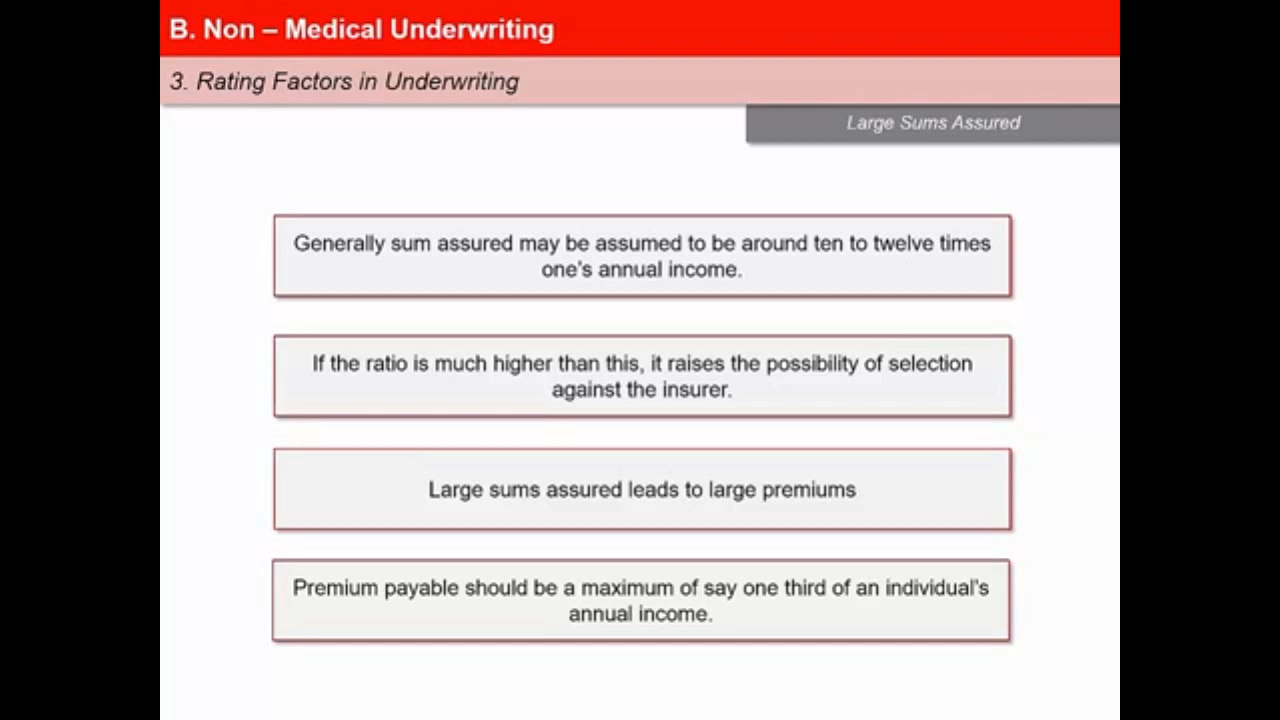 B. Non – Medical Underwriting
3. Rating Factors in Underwriting
Large Sums Assured
Generally sum assured may be assumed to be around ten to twelve times
one's annual income.
If the ratio is much higher than this, it raises the possibility of selection
against the insurer.
Large sums assured leads to large premiums
Premium payable should be a maximum of say one third of an individual's
annual income.